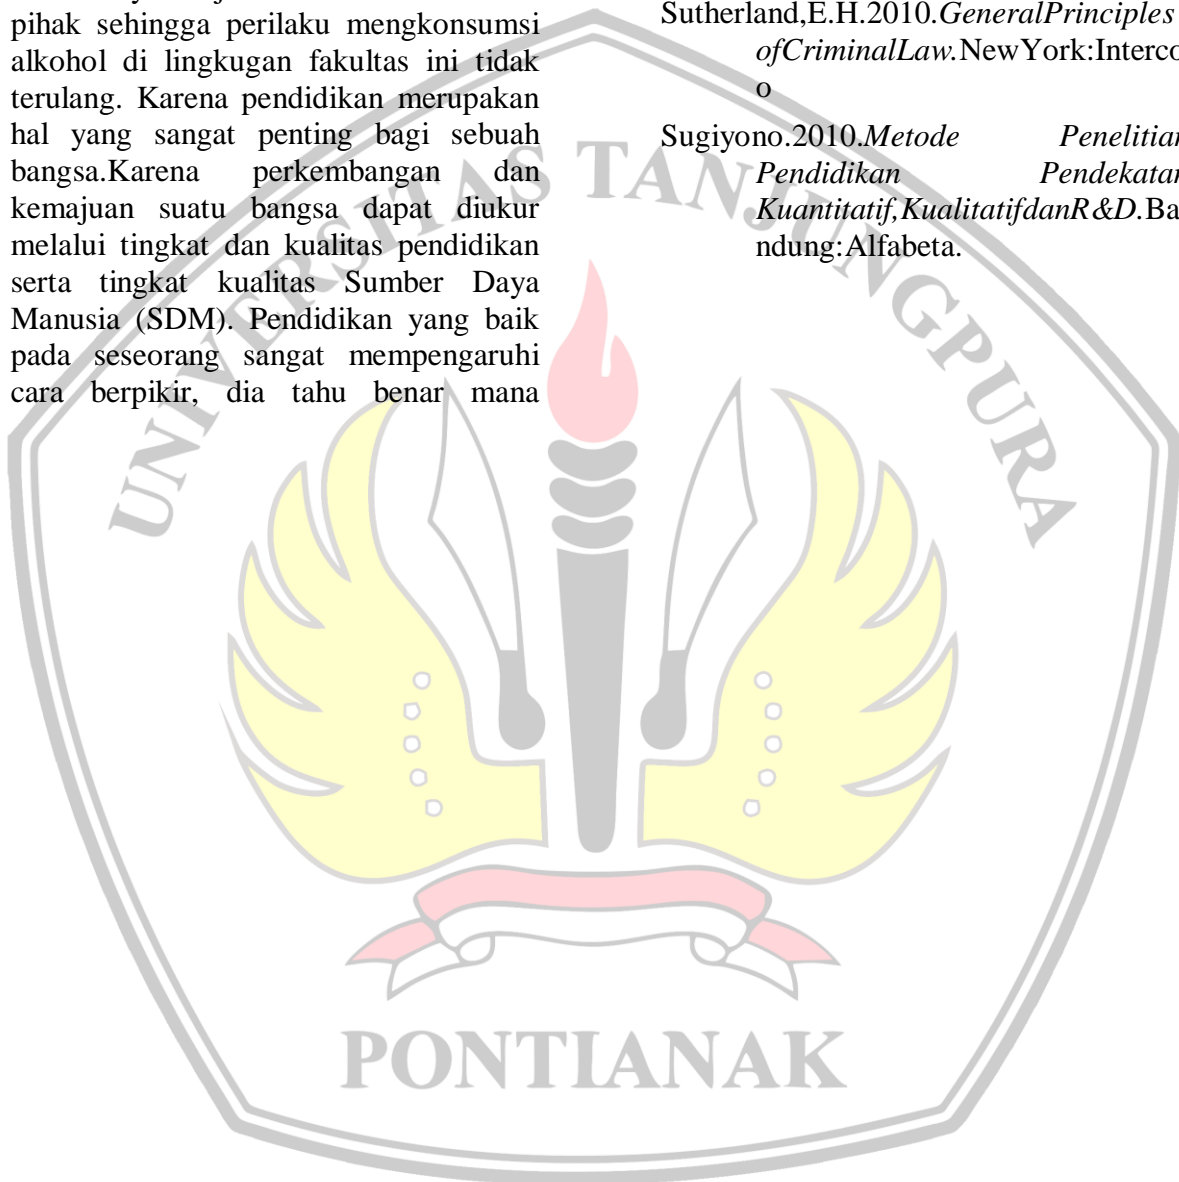 pihak sehingga perilaku mengkonsumsi
alkohol di lingkugan fakultas ini tidak
terulang. Karena pendidikan merupakan
hal yang sangat penting bagi sebuah
bangsa.Karena perkembangan dan
kemajuan suatu bangsa dapat diukur
melalui tingkat dan kualitas pendidikan
serta tingkat kualitas Sumber Daya
Manusia (SDM). Pendidikan yang baik
pada seseorang sangat mempengaruhi
cara berpikir, dia tahu benar mana
Sutherland,E.H.2010.GeneralPrinciples
ofCriminalLaw.NewYork:Interco
o
Sugiyono.2010.Metode Penelitian
Pendidikan Pendekatan
Kuantitatif,KualitatifdanR&D.Ba
ndung:Alfabeta.
UNIVERSITAS TANJUNGPURA
PONTIANAK